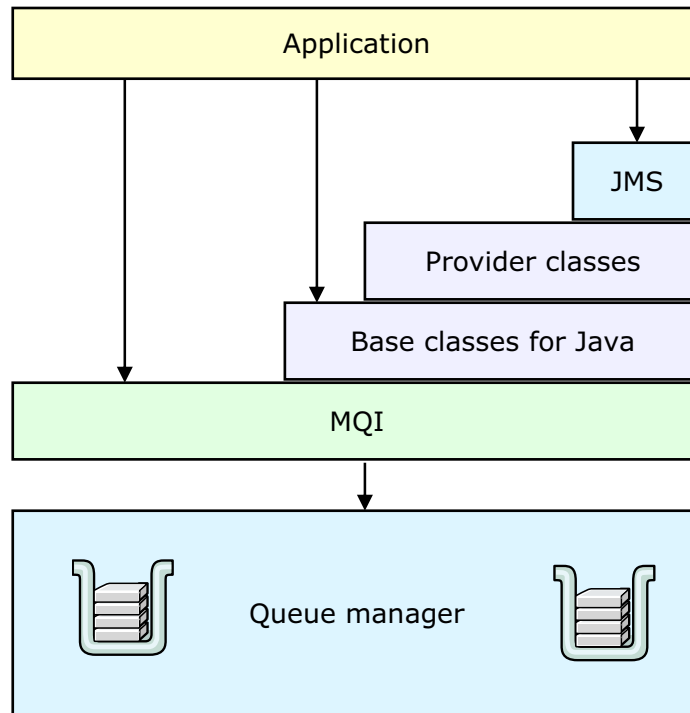 Application
JMS
Provider classes
Base classes for Java
MQI
Queue manager